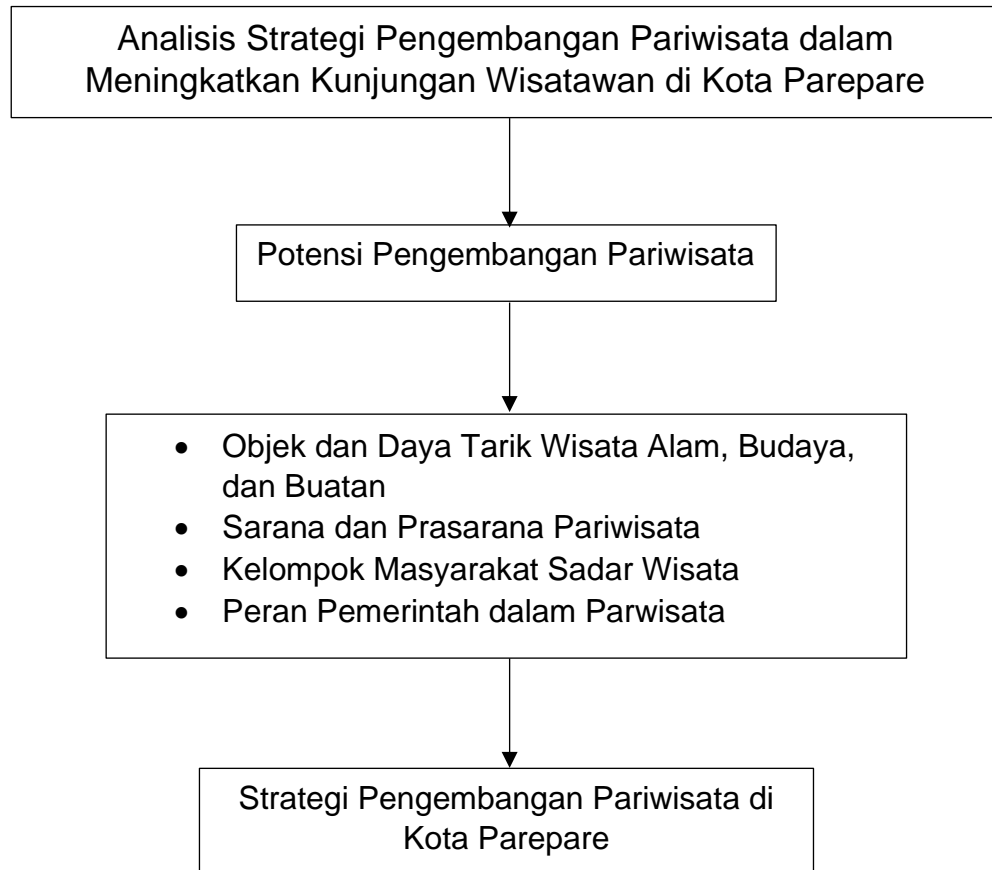 Analisis Strategi Pengembangan Pariwisata dalam
Meningkatkan Kunjungan Wisatawan di Kota Parepare
Potensi Pengembangan Pariwisata
• Objek dan Daya Tarik Wisata Alam, Budaya,
dan Buatan
• Sarana dan Prasarana Pariwisata
• Kelompok Masyarakat Sadar Wisata
• Peran Pemerintah dalam Parwisata
Strategi Pengembangan Pariwisata di
Kota Parepare